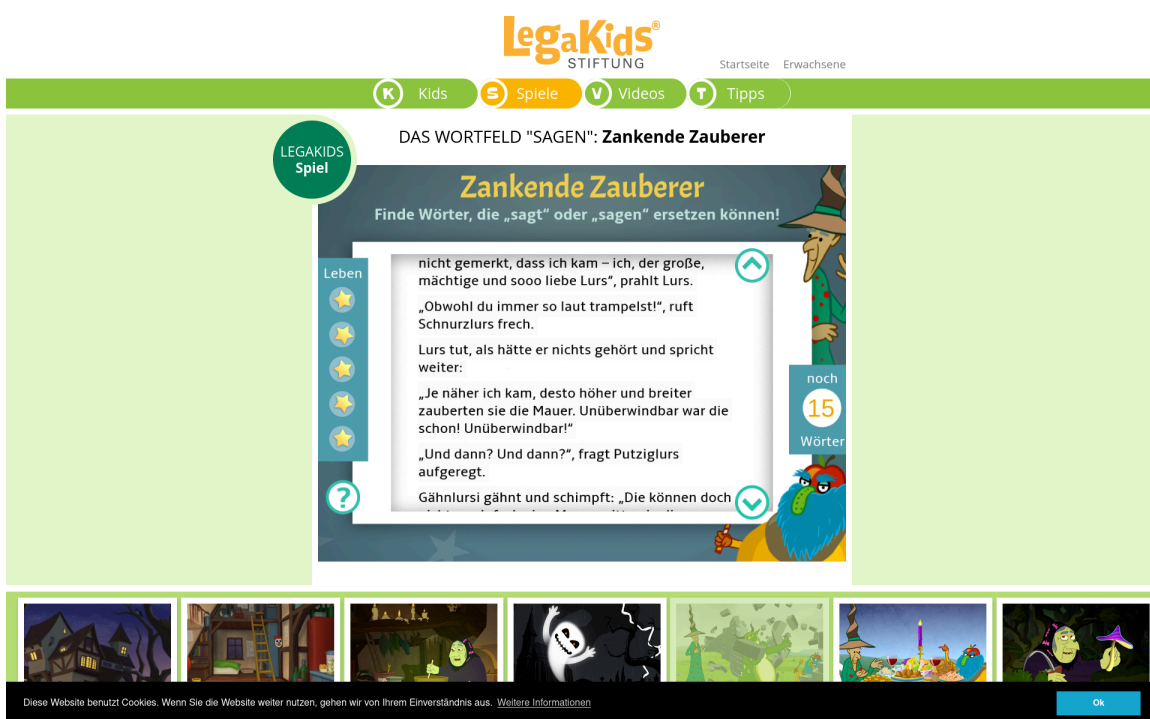 LegaKids®
STIFTUNG
Startseite Erwachsene
K Kids S Spiele V Videos T Tipps
LEGAKIDS
Spiel
DAS WORTFELD "SAGEN": Zankende Zauberer
Zankende Zauberer
Finde Wörter, die „sagt“ oder „sagen“ ersetzen können!
Leben
nicht gemerkt, dass ich kam – ich, der große,
mächtige und sooo liebe Lurs“, prahlt Lurs.
„Obwohl du immer so laut trampelst!“, ruft
Schnurzlurs frech.
Lurs tut, als hätte er nichts gehört und spricht
weiter:
„Je näher ich kam, desto höher und breiter
zauberten sie die Mauer. Unüberwindbar war die
schon! Unüberwindbar!“
„Und dann? Und dann?“, fragt Putziglurs
aufgeregt.
Gähnlursi gähnt und schimpft: „Die können doch
noch
15
Wörter
?
Diese Website benutzt Cookies. Wenn Sie die Website weiter nutzen, gehen wir von Ihrem Einverständnis aus. Weitere Informationen
Ok